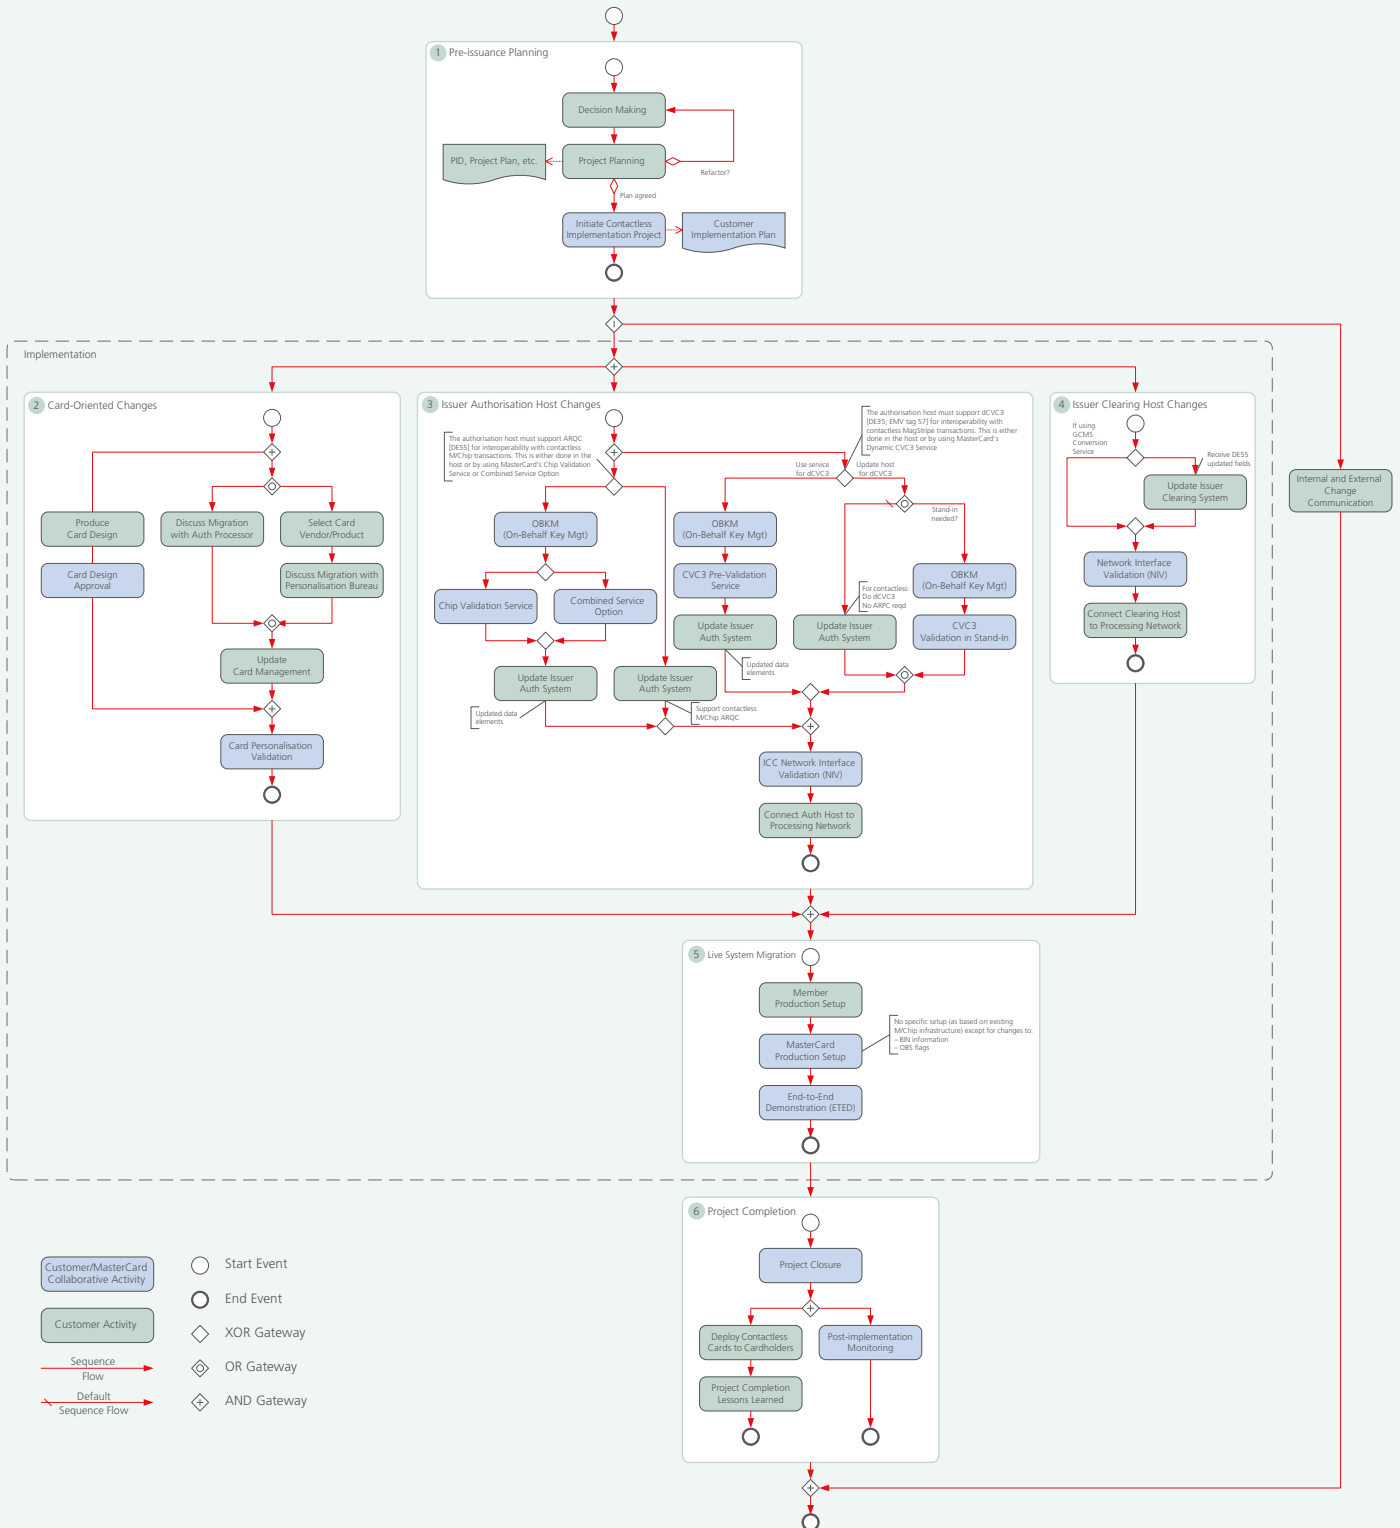 1 Pre-issuance Planning
Decision Making
PID, Project Plan, etc.
Project Planning
Refactor?
Plan agreed
Initiate Contactless
Implementation Project
Customer
Implementation Plan
Implementation
2 Card-Oriented Changes
Produce
Card Design
Discuss Migration
with Auth Processor
Select Card
Vendor/Product
Card Design
Approval
Discuss Migration with
Personalisation Bureau
Update
Card Management
Card Personalisation
Validation
3 Issuer Authorisation Host Changes
The authorisation host must support ARQC
[DE55] for interoperability with contactless
M/Chip transactions. This is either done in the
host or by using MasterCard's Chip Validation
Service or Combined Service Option
The authorisation host must support dCVC3
[DE35; EMV tag 57] for interoperability with
contactless MagStripe transactions. This is either
done in the host or by using MasterCard's
Dynamic CVC3 Service
Use service
for dCVC3
Update host
for dCVC3
Stand-in
needed?
OBKM
(On-Behalf Key Mgt)
OBKM
(On-Behalf Key Mgt)
CVC3 Pre-Validation
Service
OBKM
(On-Behalf Key Mgt)
Chip Validation Service
Combined Service
Option
For contactless:
Do dCVC3
No ARPC reqd
Update Issuer
Auth System
Update Issuer
Auth System
CVC3
Validation in Stand-In
Updated data
elements
Update Issuer
Auth System
Update Issuer
Auth System
Updated data
elements
Support contactless
M/Chip ARQC
ICC Network Interface
Validation (NIV)
Connect Auth Host to
Processing Network
4 Issuer Clearing Host Changes
If using
GCMS
Conversion
Service
Receive DE55
updated fields
Update Issuer
Clearing System
Network Interface
Validation (NIV)
Connect Clearing Host
to Processing Network
Internal and External
Change
Communication
5 Live System Migration
Member
Production Setup
MasterCard
Production Setup
No specific setup (as based on existing
M/Chip infrastructure) except for changes to:
– BIN information
– OBS flags
End-to-End
Demonstration (ETED)
6 Project Completion
Project Closure
Deploy Contactless
Cards to Cardholders
Post-implementation
Monitoring
Project Completion
Lessons Learned
Customer/MasterCard
Collaborative Activity
Customer Activity
Sequence
Flow
Default
Sequence Flow
Start Event
End Event
XOR Gateway
OR Gateway
AND Gateway